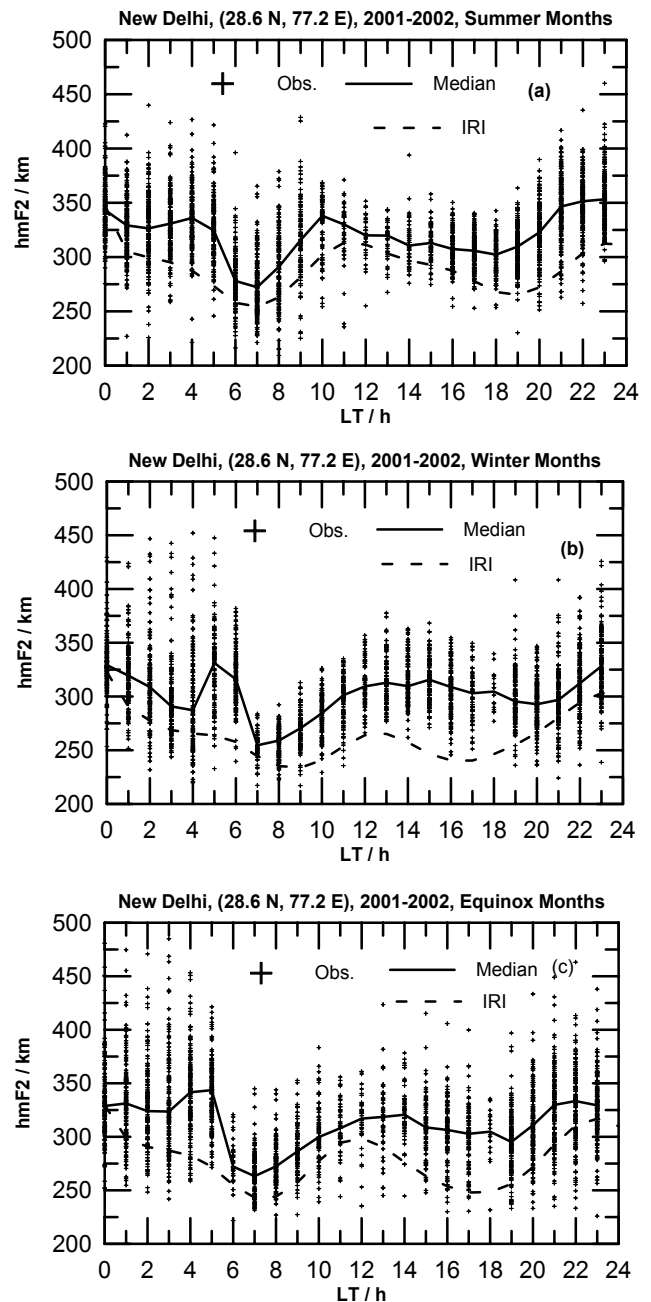 New Delhi, (28.6 N, 77.2 E), 2001-2002, Summer Months
500
450
400
350
300
250
200
hmF2 / km
Obs.
Median
(a)
IRI
0 2 4 6 8 10 12 14 16 18 20 22 24
LT / h
New Delhi, (28.6 N, 77.2 E), 2001-2002, Winter Months
500
450
400
350
300
250
200
hmF2 / km
Obs.
Median
IRI
(b)
0 2 4 6 8 10 12 14 16 18 20 22 24
LT / h
New Delhi, (28.6 N, 77.2 E), 2001-2002, Equinox Months
500
450
400
350
300
250
200
hmF2 / km
Obs.
Median
(c)
IRI
0 2 4 6 8 10 12 14 16 18 20 22 24
LT / h